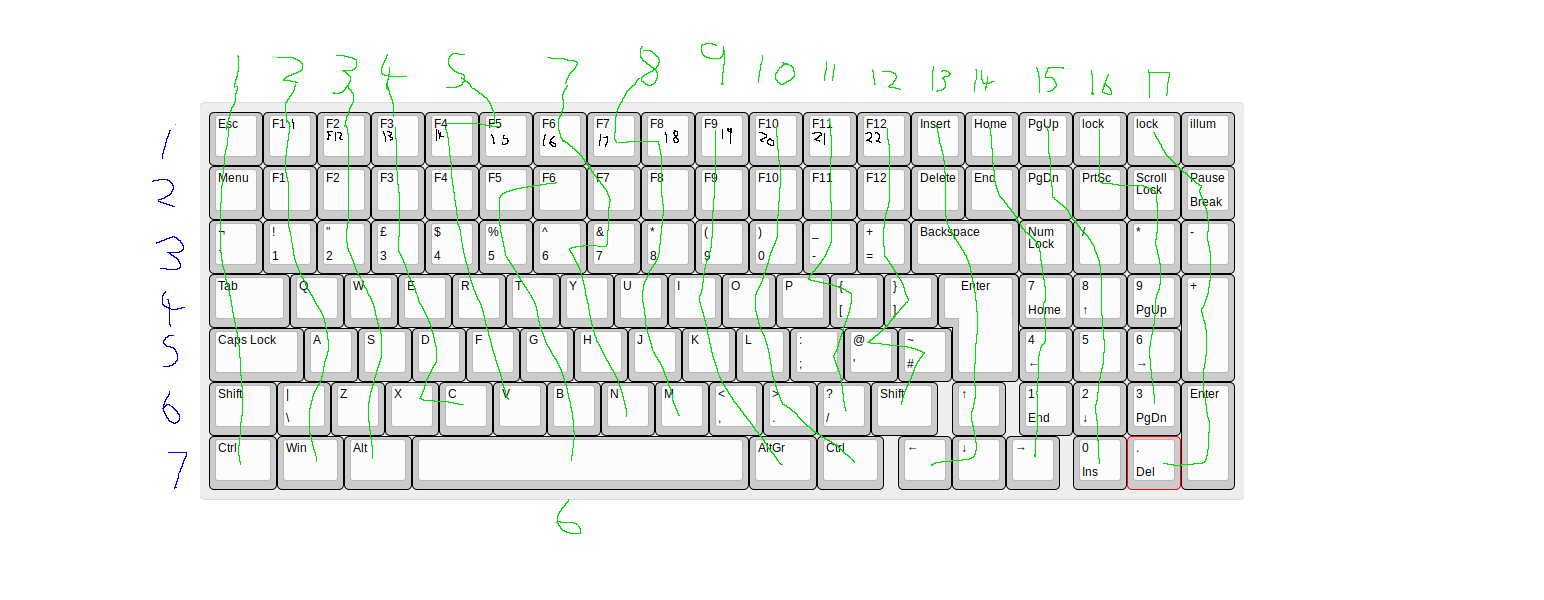 1 2 3 4 5 7 8 9 10 11 12 13 14 15 16 17
1 Esc F1 F2 F3 F4 F5 F6 F7 F8 F9 F10 F11 F12 Insert Home PgUp lock lock illum
11 F12 13 14 15 16 17 18 19 20 21 22
2 Menu F1 F2 F3 F4 F5 F6 F7 F8 F9 F10 F11 F12 Delete End PgDn PrtSc Scroll Lock Pause Break
3 ¬ ! " £ $ % ^ & * ( ) _ + Backspace Num Lock / * -
1 2 3 4 5 6 7 8 9 0 - =
4 Tab Q W E R T Y U I O P { } Enter 7 8 9 +
[ ] Home ↑ PgUp
5 Caps Lock A S D F G H J K L : @ ~ 4 5 6
; ' # ← →
6 Shift | Z X C V B N M < > ? Shift ↑ 1 2 3 Enter
\ , . / End ↓ PgDn
7 Ctrl Win Alt AltGr Ctrl ← ↓ → 0 .
Ins Del
6